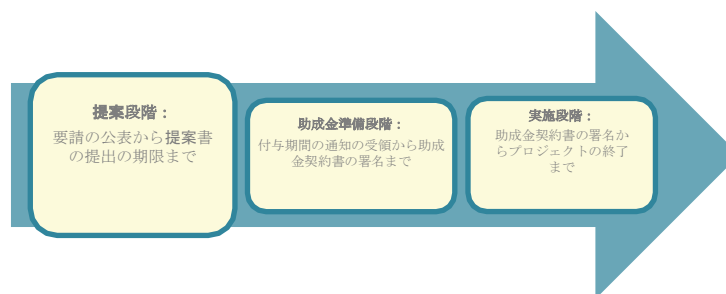 提案段階：
要請の公表から提案書
の提出の期限まで
助成金準備段階：
付与期間の通知の受領から助成
金契約書の署名まで
実施段階：
助成金契約書の署名か
らプロジェクトの終了
まで